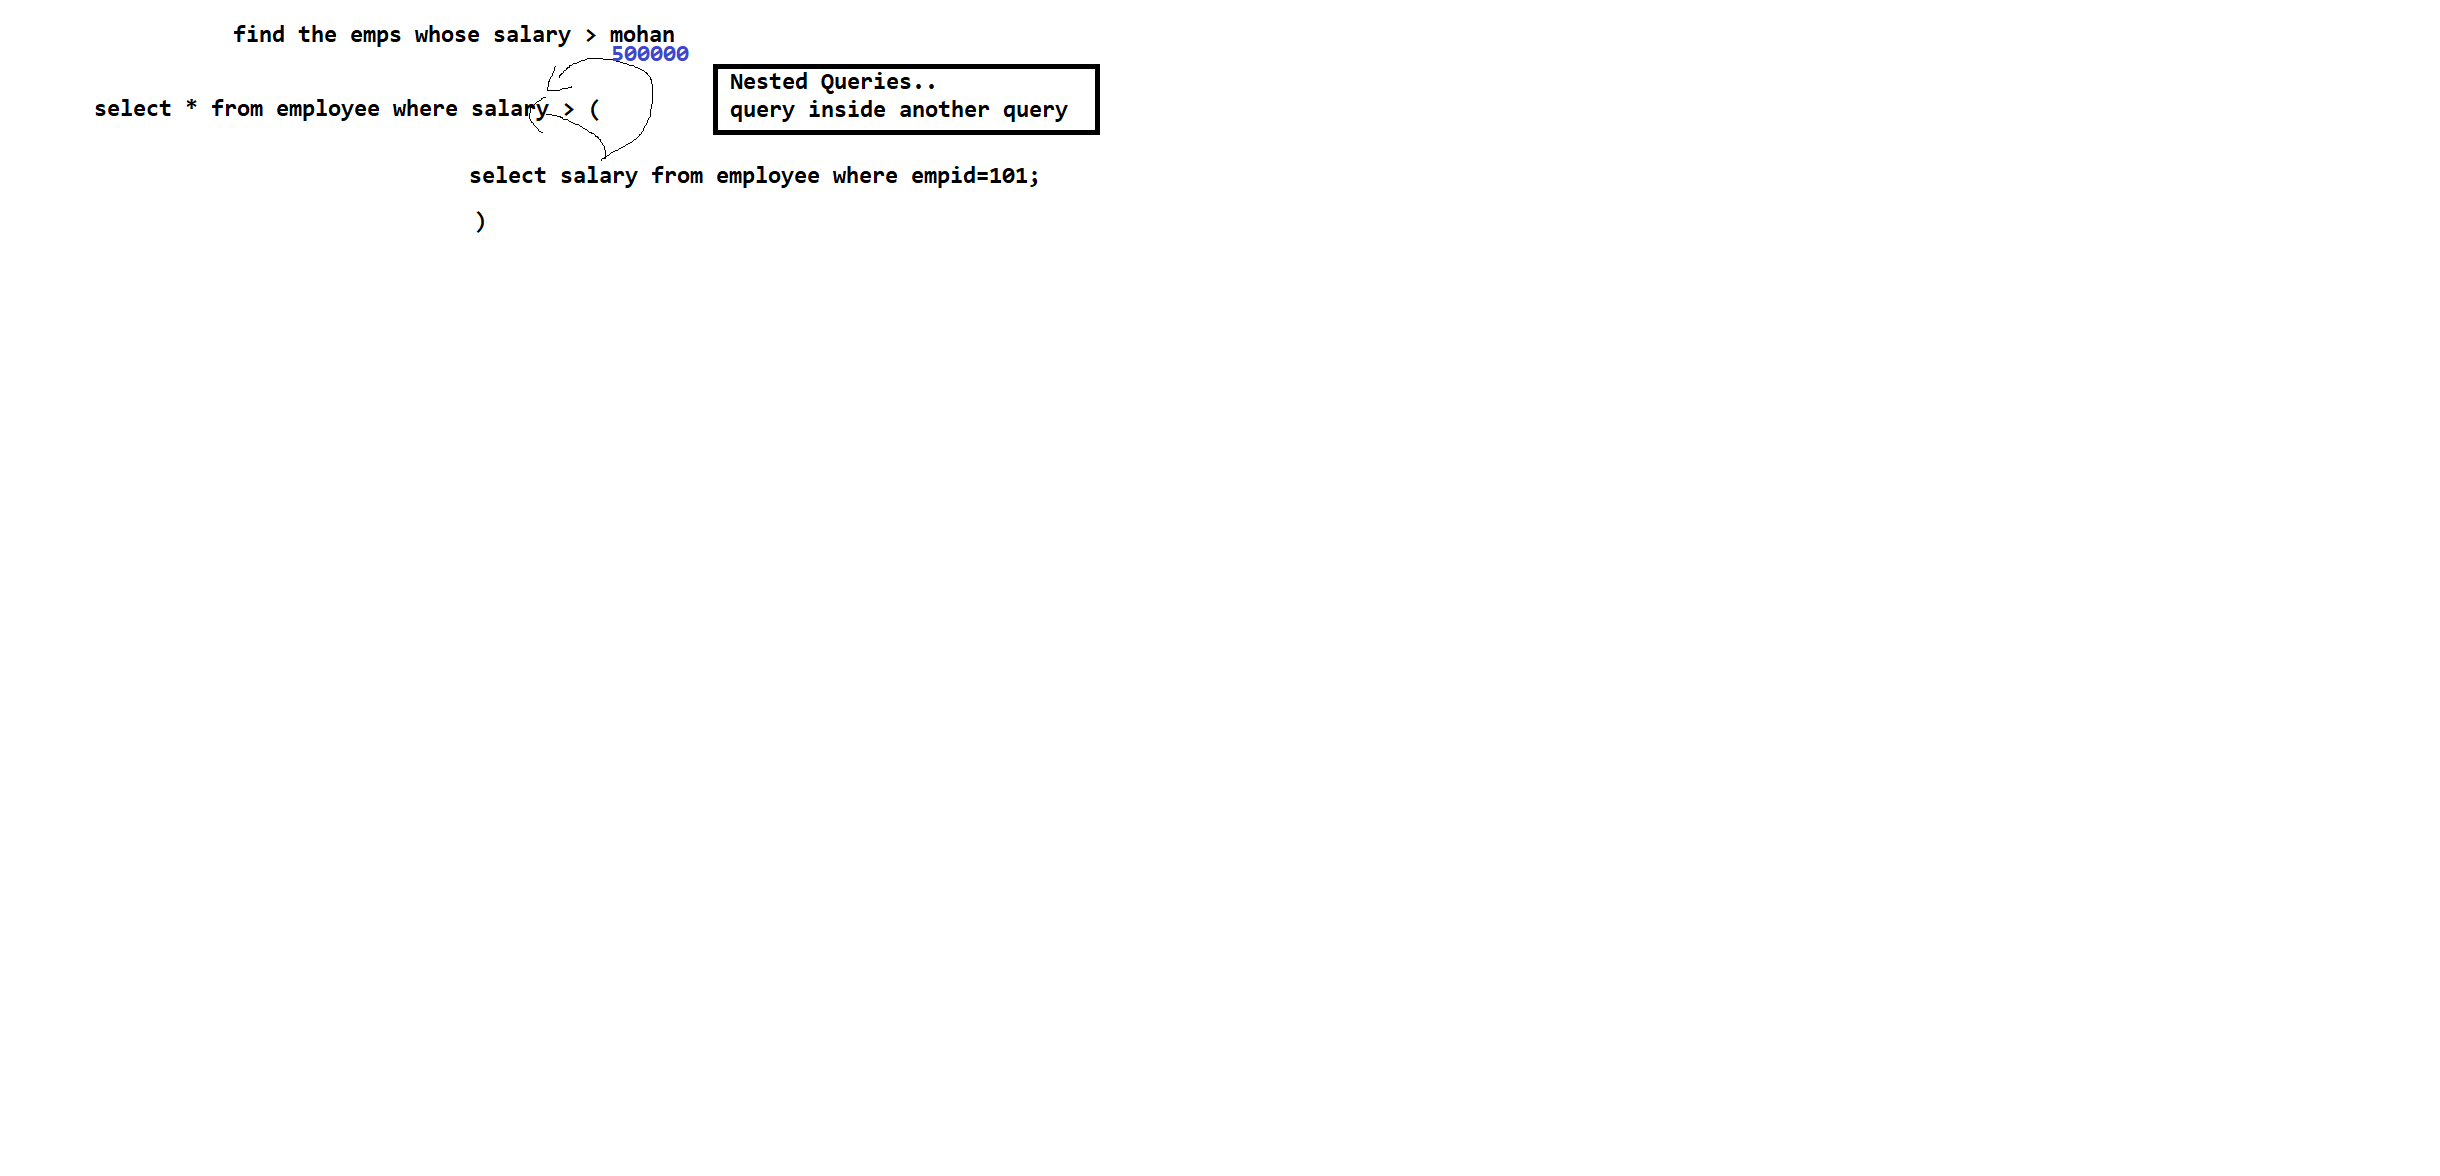 find the emps whose salary > mohan
500000
Nested Queries..
query inside another query
select * from employee where salary > (
select salary from employee where empid=101;
)